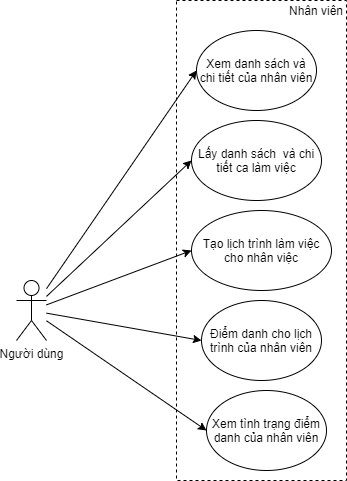 Nhân viên
Xem danh sách và
chi tiết của nhân viên
Lấy danh sách và chi
tiết ca làm việc
Tạo lịch trình làm việc
cho nhân việc
Điểm danh cho lịch
trình của nhân viên
Xem tình trạng điểm
danh của nhân viên
Người dùng